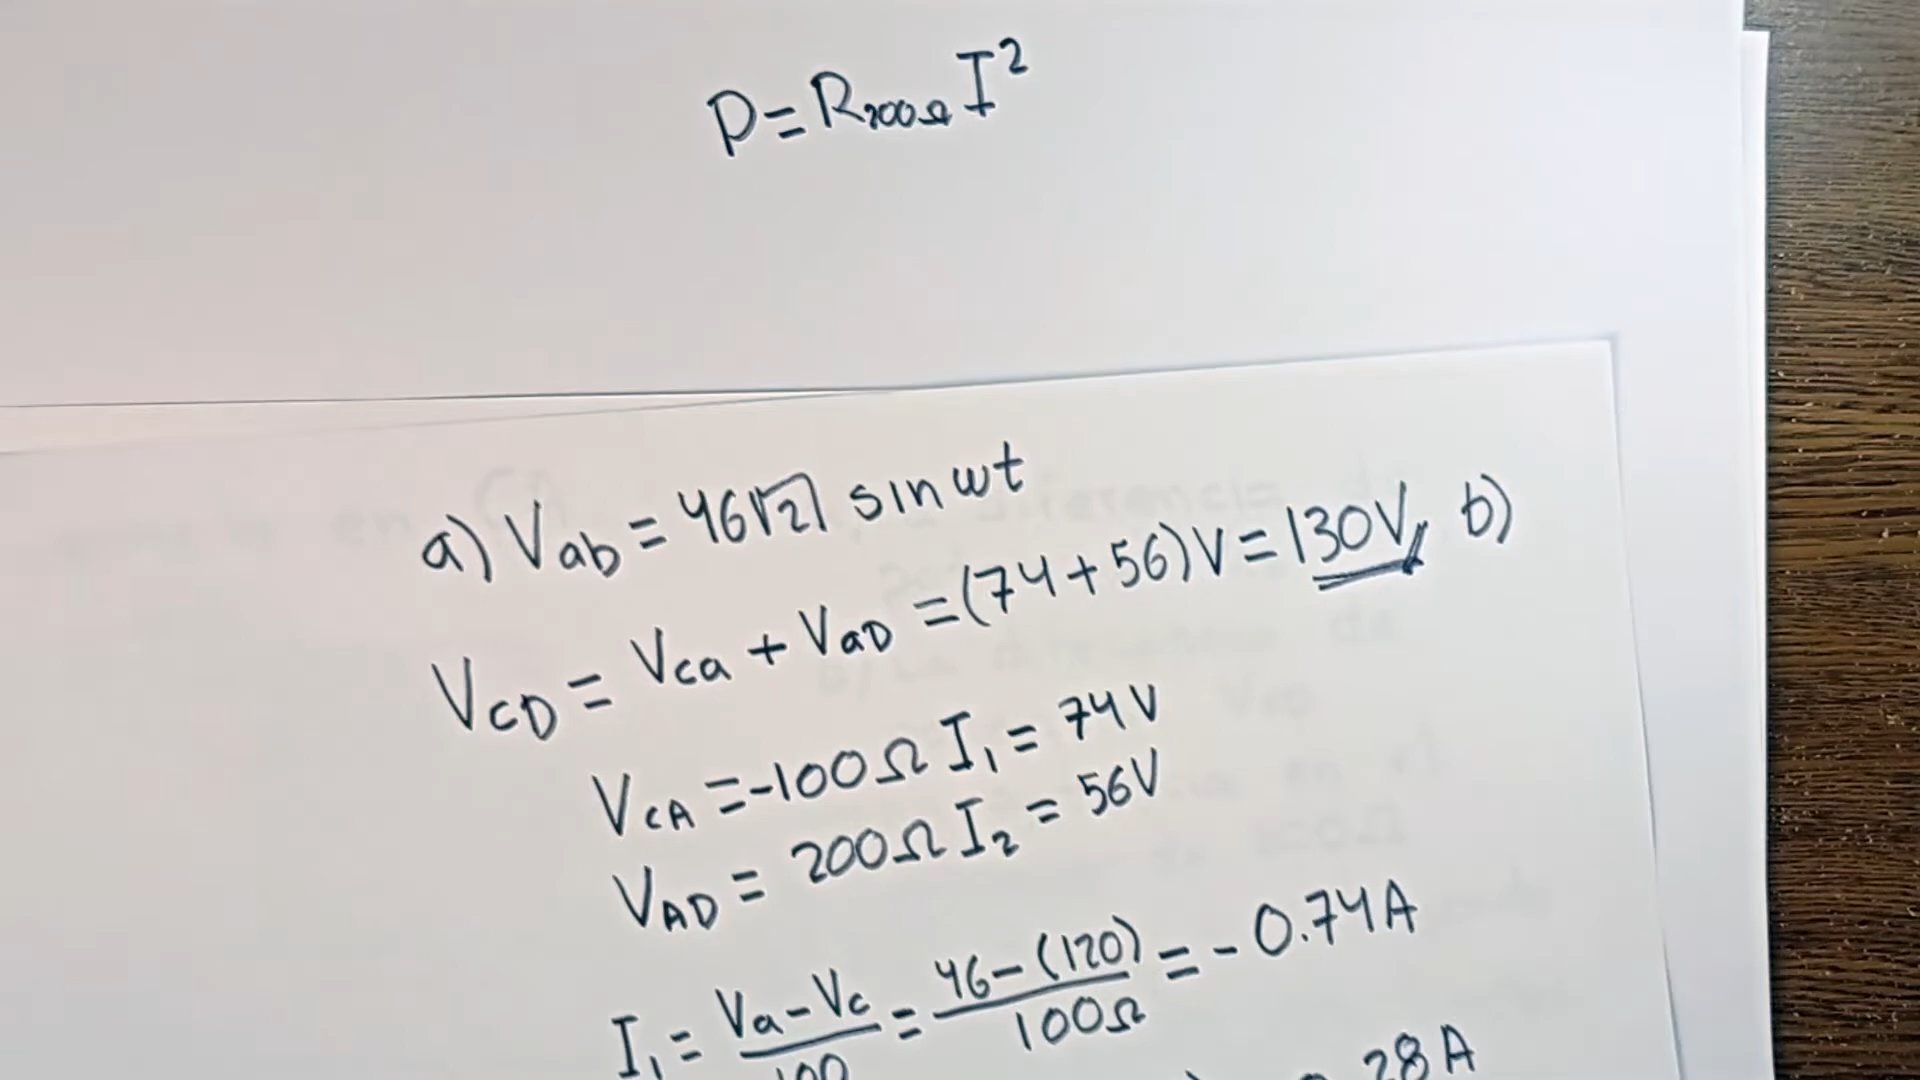 P=R₂₀₀Ω I²
a) Vab = 46√2 sin ωt
VCD = Vca + VaD = (74+56)V = 130V, b)
VCA = -100Ω I₁ = 74V
VAD = 200Ω I₂ = 56V
I₁ = Va-Vc/100 = 46-(120)/100Ω = -0.74A
28A